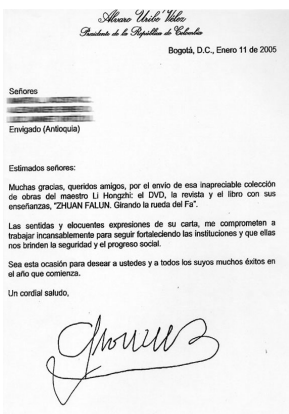 Alvaro Uribe Vélez
Presidente de la República de Colombia
Bogotá, D.C., Enero 11 de 2005
Señores
Envigado (Antioquia)
Estimados señores:
Muchas gracias, queridos amigos, por el envio de esa inapreciable colección
de obras del maestro Li Hongzhi: el DVD, la revista y el libro con sus
enseñanzas, "ZHUAN FALUN. Girando la rueda del Fa".
Las sentidas y elocuentes expresiones de su carta, me comprometen a
trabajar incansablemente para seguir fortaleciendo las instituciones y que ellas
nos brinden la seguridad y el progreso social.
Sea esta ocasión para desear a ustedes y a todos los suyos muchos éxitos en
el año que comienza.
Un cordial saludo,